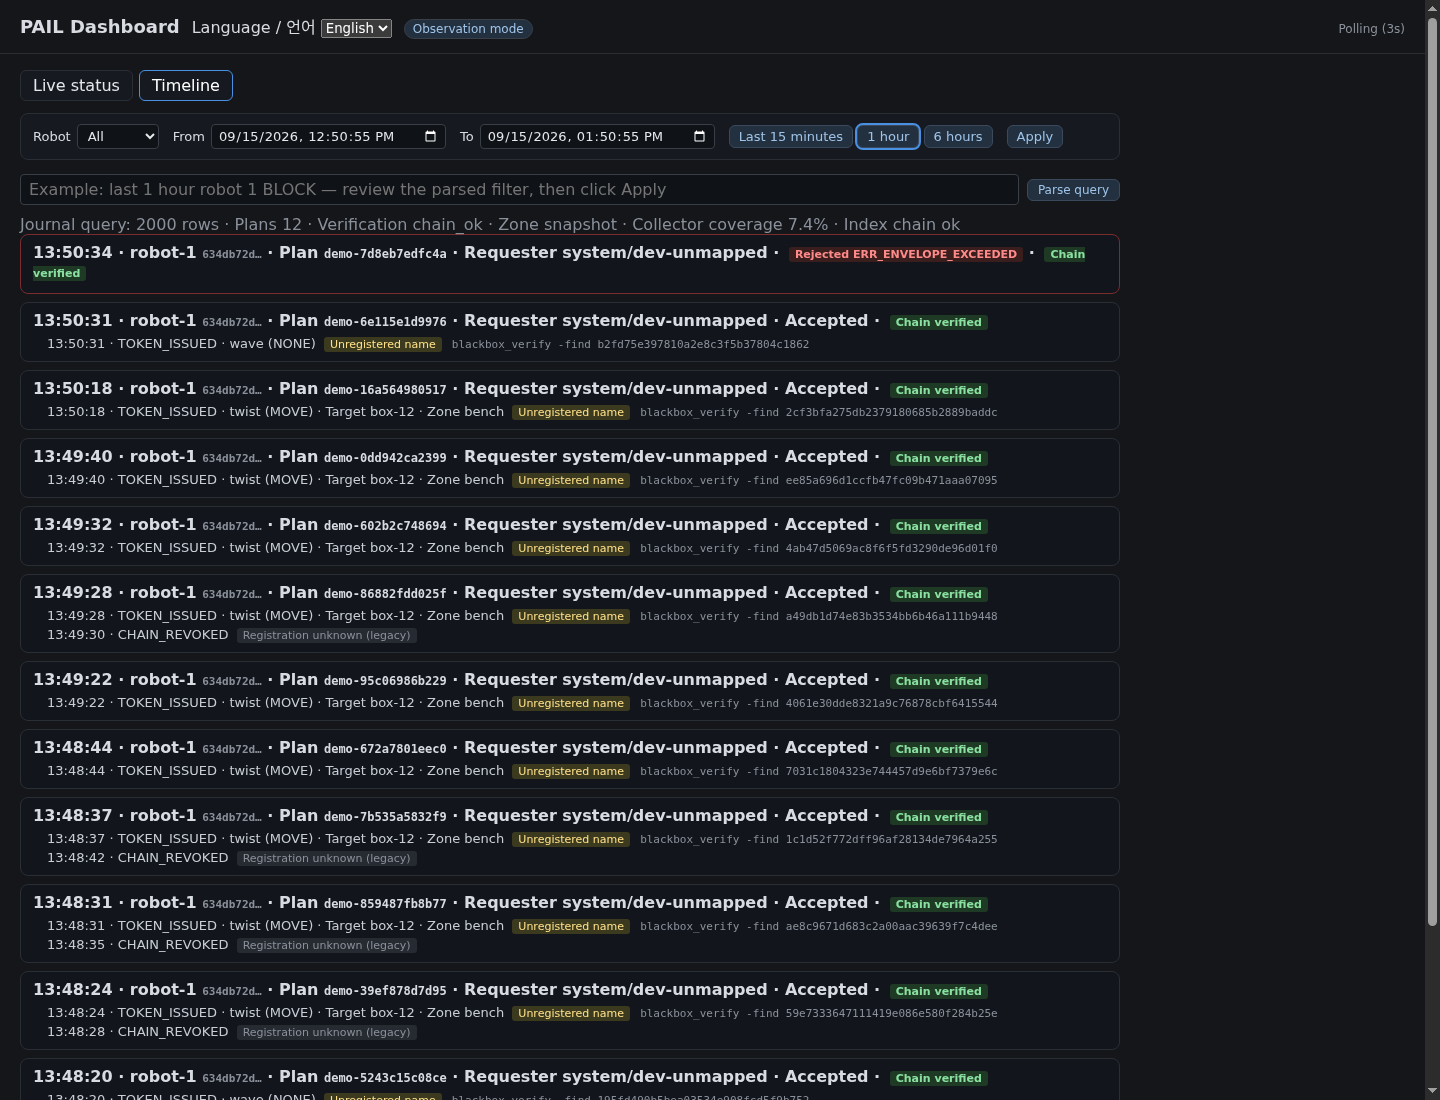 PAIL Dashboard Language / 언어 English Observation mode Polling (3s)
Live status Timeline
Robot All From 09/15/2026, 12:50:55 PM To 09/15/2026, 01:50:55 PM Last 15 minutes 1 hour 6 hours Apply
Example: last 1 hour robot 1 BLOCK — review the parsed filter, then click Apply Parse query
Journal query: 2000 rows · Plans 12 · Verification chain_ok · Zone snapshot · Collector coverage 7.4% · Index chain ok
13:50:34 · robot-1 634db72d… · Plan demo-7d8eb7edfc4a · Requester system/dev-unmapped · Rejected ERR_ENVELOPE_EXCEEDED · Chain
verified
13:50:31 · robot-1 634db72d… · Plan demo-6e115e1d9976 · Requester system/dev-unmapped · Accepted · Chain verified
13:50:31 · TOKEN_ISSUED · wave (NONE) Unregistered name blackbox_verify -find b2fd75e397810a2e8c3f5b37804c1862
13:50:18 · robot-1 634db72d… · Plan demo-16a564980517 · Requester system/dev-unmapped · Accepted · Chain verified
13:50:18 · TOKEN_ISSUED · twist (MOVE) · Target box-12 · Zone bench Unregistered name blackbox_verify -find 2cf3bfa275db2379180685b2889baddc
13:49:40 · robot-1 634db72d… · Plan demo-0dd942ca2399 · Requester system/dev-unmapped · Accepted · Chain verified
13:49:40 · TOKEN_ISSUED · twist (MOVE) · Target box-12 · Zone bench Unregistered name blackbox_verify -find ee85a696d1ccfb47fc09b471aaa07095
13:49:32 · robot-1 634db72d… · Plan demo-602b2c748694 · Requester system/dev-unmapped · Accepted · Chain verified
13:49:32 · TOKEN_ISSUED · twist (MOVE) · Target box-12 · Zone bench Unregistered name blackbox_verify -find 4ab47d5069ac8f6f5fd3290de96d01f0
13:49:28 · robot-1 634db72d… · Plan demo-86882fdd025f · Requester system/dev-unmapped · Accepted · Chain verified
13:49:28 · TOKEN_ISSUED · twist (MOVE) · Target box-12 · Zone bench Unregistered name blackbox_verify -find a49db1d74e83b3534bb6b46a111b9448
13:49:30 · CHAIN_REVOKED Registration unknown (legacy)
13:49:22 · robot-1 634db72d… · Plan demo-95c06986b229 · Requester system/dev-unmapped · Accepted · Chain verified
13:49:22 · TOKEN_ISSUED · twist (MOVE) · Target box-12 · Zone bench Unregistered name blackbox_verify -find 4061e30dde8321a9c76878cbf6415544
13:48:44 · robot-1 634db72d… · Plan demo-672a7801eec0 · Requester system/dev-unmapped · Accepted · Chain verified
13:48:44 · TOKEN_ISSUED · twist (MOVE) · Target box-12 · Zone bench Unregistered name blackbox_verify -find 7031c1804323e744457d9e6bf7379e6c
13:48:37 · robot-1 634db72d… · Plan demo-7b535a5832f9 · Requester system/dev-unmapped · Accepted · Chain verified
13:48:37 · TOKEN_ISSUED · twist (MOVE) · Target box-12 · Zone bench Unregistered name blackbox_verify -find 1c1d52f772dff96af28134de7964a255
13:48:42 · CHAIN_REVOKED Registration unknown (legacy)
13:48:31 · robot-1 634db72d… · Plan demo-859487fb8b77 · Requester system/dev-unmapped · Accepted · Chain verified
13:48:31 · TOKEN_ISSUED · twist (MOVE) · Target box-12 · Zone bench Unregistered name blackbox_verify -find ae8c9671d683c2a00aac39639f7c4dee
13:48:35 · CHAIN_REVOKED Registration unknown (legacy)
13:48:24 · robot-1 634db72d… · Plan demo-39ef878d7d95 · Requester system/dev-unmapped · Accepted · Chain verified
13:48:24 · TOKEN_ISSUED · twist (MOVE) · Target box-12 · Zone bench Unregistered name blackbox_verify -find 59e7333647111419e086e580f284b25e
13:48:28 · CHAIN_REVOKED Registration unknown (legacy)
13:48:20 · robot-1 634db72d… · Plan demo-5243c15c08ce · Requester system/dev-unmapped · Accepted · Chain verified
13:48:20 · TOKEN_ISSUED · wave (NONE) Unregistered name blackbox_verify -find